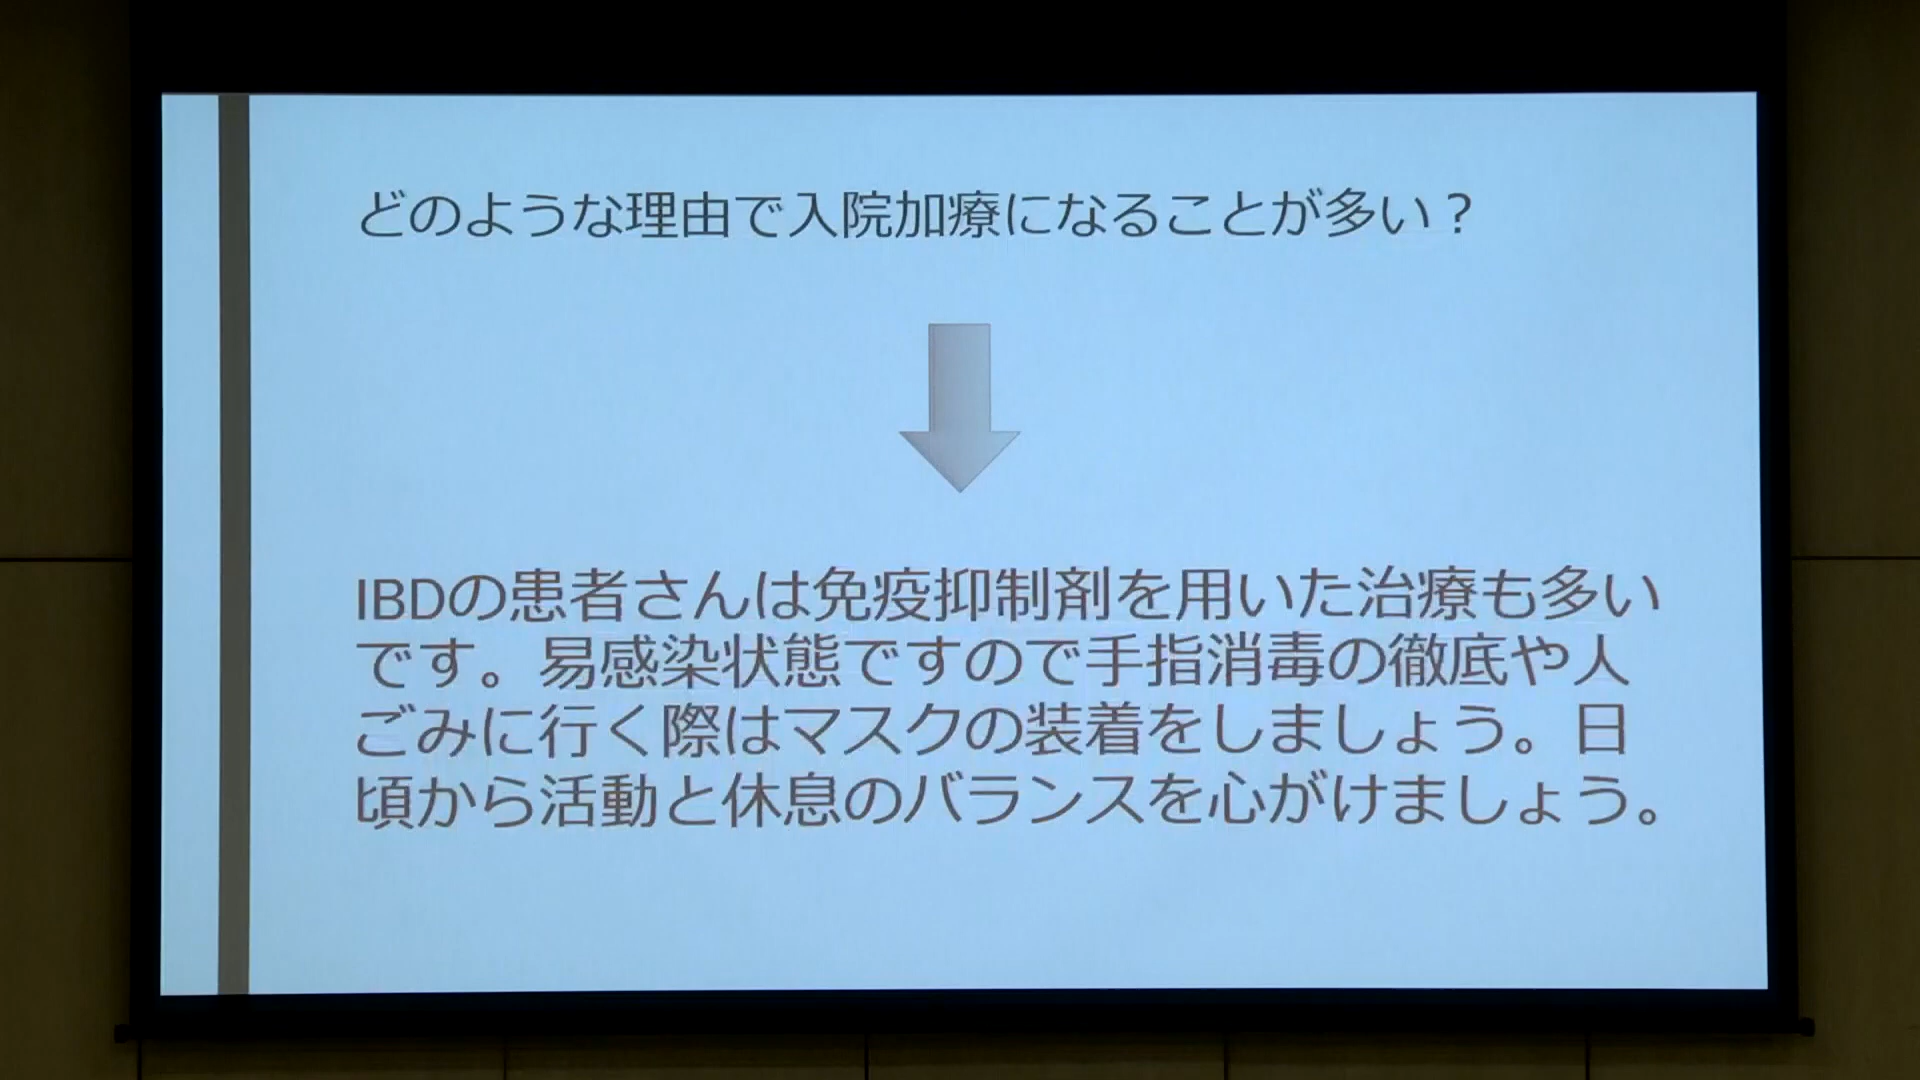 どのような理由で入院加療になることが多い？
IBDの患者さんは免疫抑制剤を用いた治療も多い
です。易感染状態ですので手指消毒の徹底や人
ごみに行く際はマスクの装着をしましょう。日
頃から活動と休息のバランスを心がけましょう。